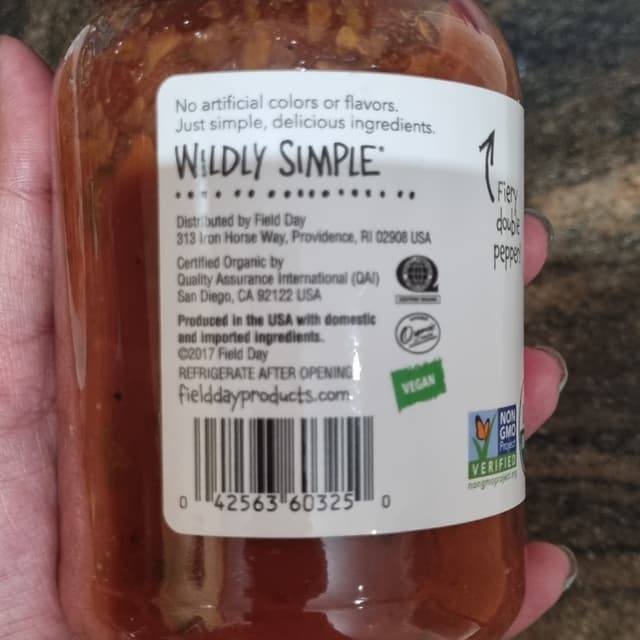 No artificial colors or flavors.
Just simple, delicious ingredients.
WILDLY SIMPLE®
Distributed by Field Day
313 Iron Horse Way, Providence, RI 02908 USA
Certified Organic by
Quality Assurance International (QAI)
San Diego, CA 92122 USA
Produced in the USA with domestic
and imported ingredients.
©2017 Field Day
REFRIGERATE AFTER OPENING
fielddayproducts.com
0 42563 60325 0
Fiery
double
pepper
Organic
VEGAN
NON
GMO
Project
VERIFIED
nongmoproject.org